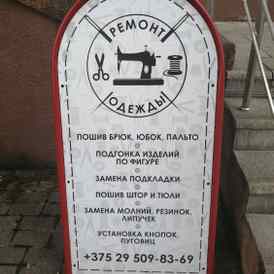 РЕМОНТ
ОДЕЖДЫ
ПОШИВ БРЮК, ЮБОК, ПАЛЬТО
ПОДГОНКА ИЗДЕЛИЙ
ПО ФИГУРЕ
ЗАМЕНА ПОДКЛАДКИ
ПОШИВ ШТОР И ТЮЛИ
ЗАМЕНА МОЛНИЙ, РЕЗИНОК,
ЛИПУЧЕК
УСТАНОВКА КНОПОК,
ПУГОВИЦ
+375 29 509-83-69